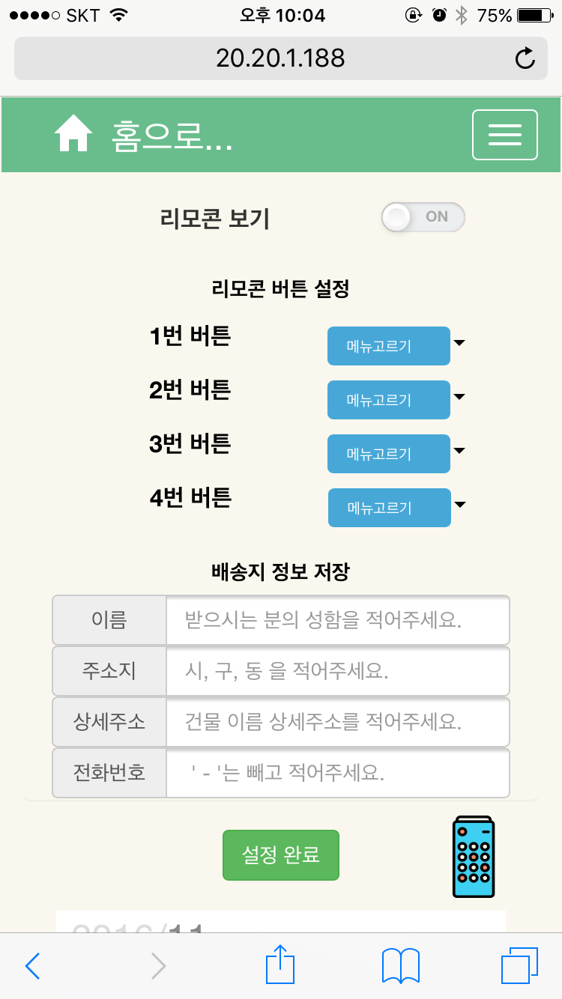 SKT 오후 10:04 75%
20.20.1.188
홈으로...
리모콘 보기 ON
리모콘 버튼 설정
1번 버튼 메뉴고르기
2번 버튼 메뉴고르기
3번 버튼 메뉴고르기
4번 버튼 메뉴고르기
배송지 정보 저장
이름 받으시는 분의 성함을 적어주세요.
주소지 시, 구, 동 을 적어주세요.
상세주소 건물 이름 상세주소를 적어주세요.
전화번호 ' - '는 빼고 적어주세요.
설정 완료
2016/11